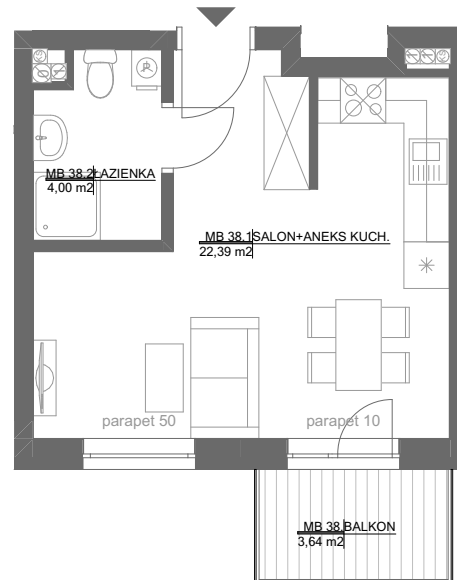 MB 38.2 ŁAZIENKA
4,00 m2
MB 38.1 SALON+ANEKS KUCH.
22,39 m2
parapet 50
parapet 10
MB 38. BALKON
3,64 m2